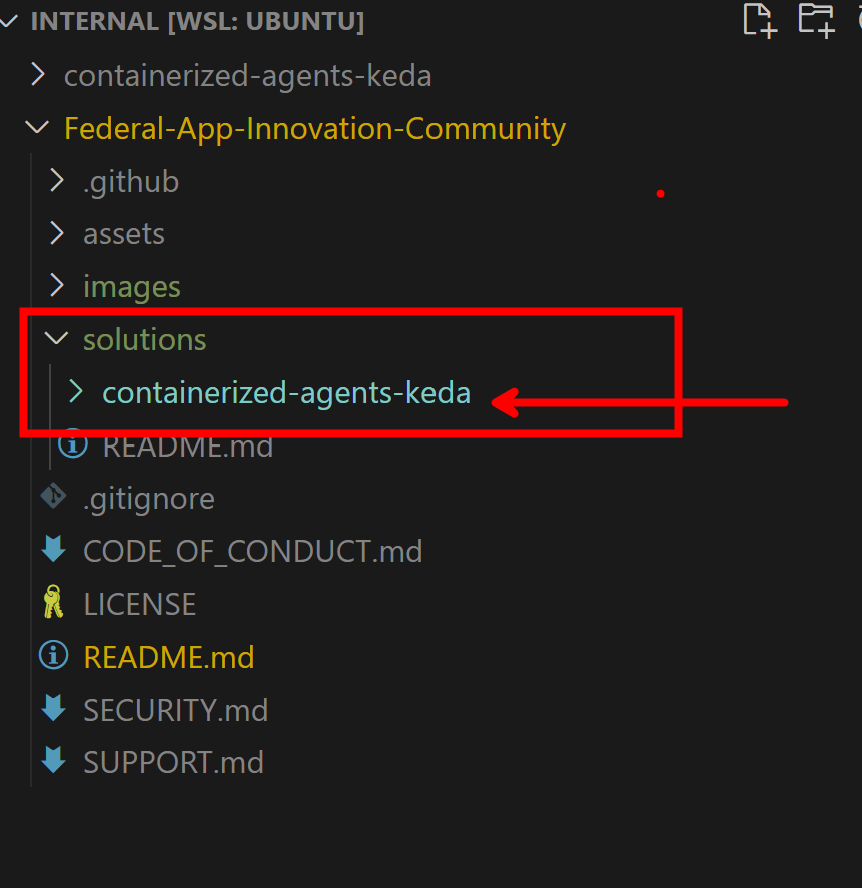 INTERNAL [WSL: UBUNTU]
containerized-agents-keda
Federal-App-Innovation-Community
.github
assets
images
solutions
containerized-agents-keda
README.md
.gitignore
CODE_OF_CONDUCT.md
LICENSE
README.md
SECURITY.md
SUPPORT.md